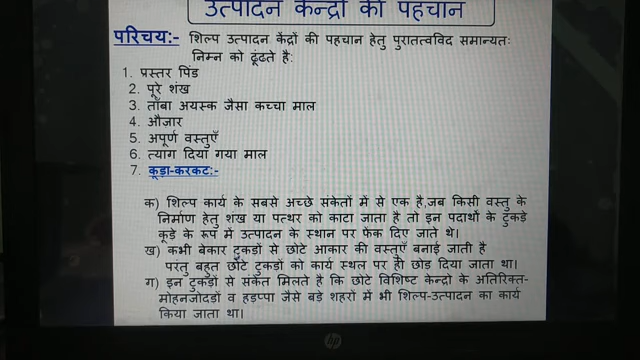 उत्पादन केन्द्रों की पहचान
परिचय:- शिल्प उत्पादन केंद्रों की पहचान हेतु पुरातत्वविद समान्यतः
निम्न को ढूंढते है:
1. प्रस्तर पिंड
2. पूरे शंख
3. ताँबा अयस्क जैसा कच्चा माल
4. औजार
5. अपूर्ण वस्तुएँ
6. त्याग दिया गया माल
7. कूडा-करकट:-
क) शिल्प कार्य के सबसे अच्छे संकेतों में से एक है,जब किसी वस्तु के
निर्माण हेतु शंख या पत्थर को काटा जाता है तो इन पदार्थों के टुकड़े
कूड़े के रूप में उत्पादन के स्थान पर फेंक दिए जाते थे।
ख) कभी बेकार टुकड़ों से छोटे आकार की वस्तुएँ बनाई जाती है
परंतु बहुत छोटे टुकड़ों को कार्य स्थल पर ही छोड़ दिया जाता था।
ग) इन टुकड़ों से संकेत मिलते है कि छोटे विशिष्ट केन्द्रों के अतिरिक्त-
मोहनजोदड़ो व हड़प्पा जैसे बड़े शहरों में भी शिल्प-उत्पादन का कार्य
किया जाता था।
hp